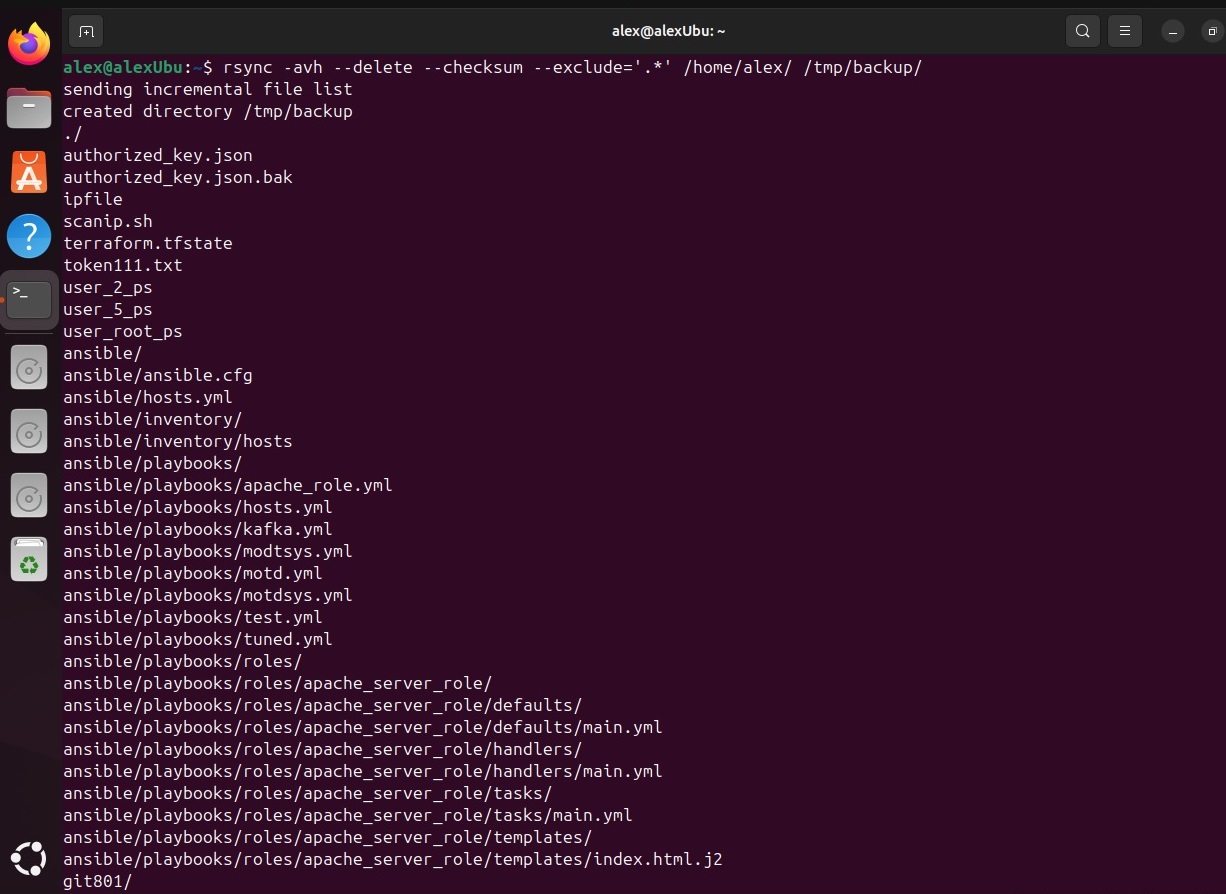 alex@alexUbu: ~
alex@alexUbu:~$ rsync -avh --delete --checksum --exclude='.*' /home/alex/ /tmp/backup/
sending incremental file list
created directory /tmp/backup
./
authorized_key.json
authorized_key.json.bak
ipfile
scanip.sh
terraform.tfstate
token111.txt
user_2_ps
user_5_ps
user_root_ps
ansible/
ansible/ansible.cfg
ansible/hosts.yml
ansible/inventory/
ansible/inventory/hosts
ansible/playbooks/
ansible/playbooks/apache_role.yml
ansible/playbooks/hosts.yml
ansible/playbooks/kafka.yml
ansible/playbooks/modtsys.yml
ansible/playbooks/motd.yml
ansible/playbooks/motdsys.yml
ansible/playbooks/test.yml
ansible/playbooks/tuned.yml
ansible/playbooks/roles/
ansible/playbooks/roles/apache_server_role/
ansible/playbooks/roles/apache_server_role/defaults/
ansible/playbooks/roles/apache_server_role/defaults/main.yml
ansible/playbooks/roles/apache_server_role/handlers/
ansible/playbooks/roles/apache_server_role/handlers/main.yml
ansible/playbooks/roles/apache_server_role/tasks/
ansible/playbooks/roles/apache_server_role/tasks/main.yml
ansible/playbooks/roles/apache_server_role/templates/
ansible/playbooks/roles/apache_server_role/templates/index.html.j2
git801/